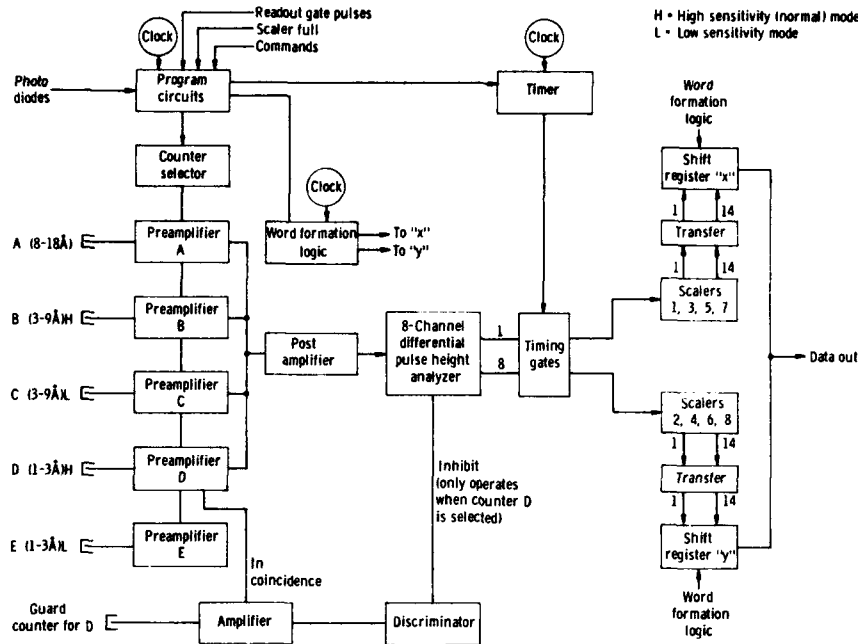 Readout gate pulses
Scaler full
Commands
H = High sensitivity (normal) mode
L = Low sensitivity mode
Clock
Clock
Photo
diodes
Program
circuits
Timer
Word
formation
logic
Counter
selector
Clock
Shift
register "x"
1
14
A (8-18Å)
Preamplifier
A
Word formation
logic
To "x"
To "y"
Transfer
1
14
Scalers
1, 3, 5, 7
B (3-9Å)H
Preamplifier
B
Post
amplifier
8-Channel
differential
pulse height
analyzer
1
8
Timing
gates
Data out
C (3-9Å)L
Preamplifier
C
Scalers
2, 4, 6, 8
1
14
D (1-3Å)H
Preamplifier
D
Inhibit
(only operates
when counter D
is selected)
Transfer
1
14
E (1-3Å)L
Preamplifier
E
Shift
register "y"
In
coincidence
Guard
counter for D
Amplifier
Discriminator
Word
formation
logic